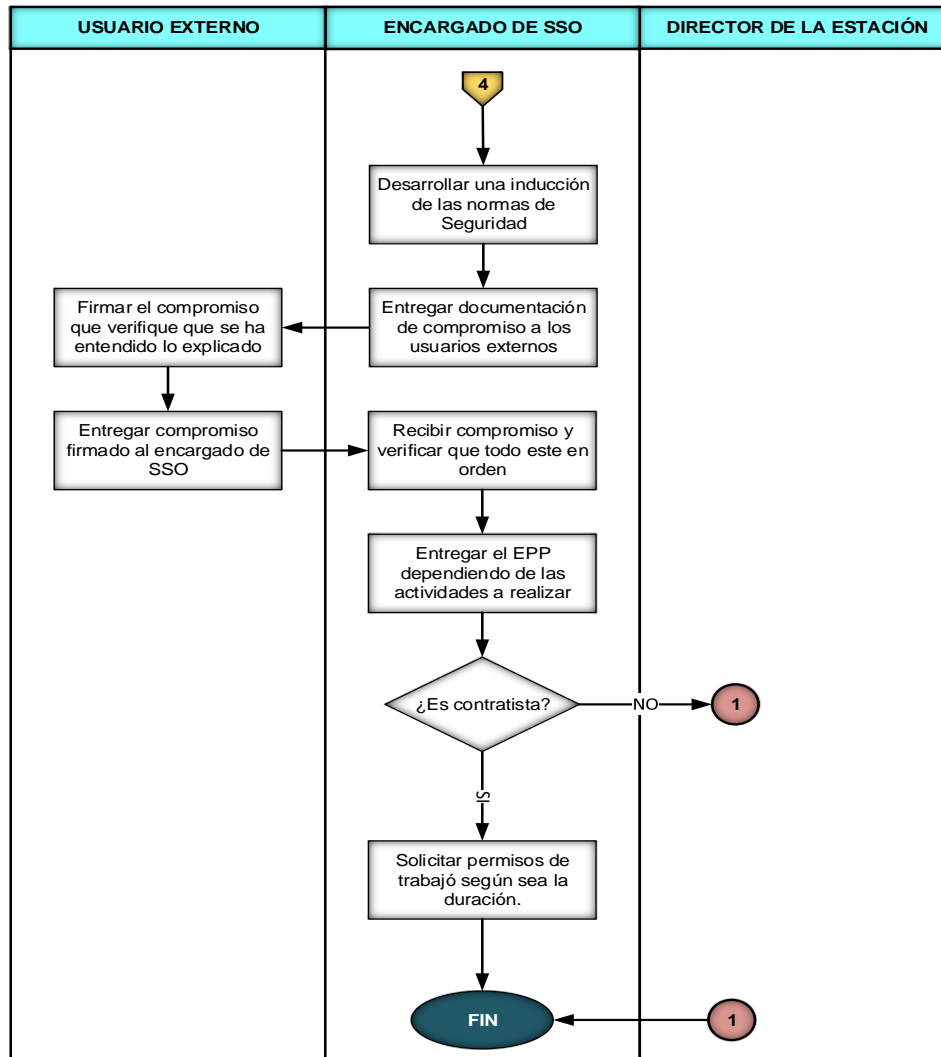 USUARIO EXTERNO
ENCARGADO DE SSO
DIRECTOR DE LA ESTACIÓN
4
Desarrollar una inducción
de las normas de
Seguridad
Entregar documentación
de compromiso a los
usuarios externos
Firmar el compromiso
que verifique que se ha
entendido lo explicado
Entregar compromiso
firmado al encargado de
SSO
Recibir compromiso y
verificar que todo este en
orden
Entregar el EPP
dependiendo de las
actividades a realizar
¿Es contratista?
NO
1
SI
Solicitar permisos de
trabajó según sea la
duración.
FIN
1